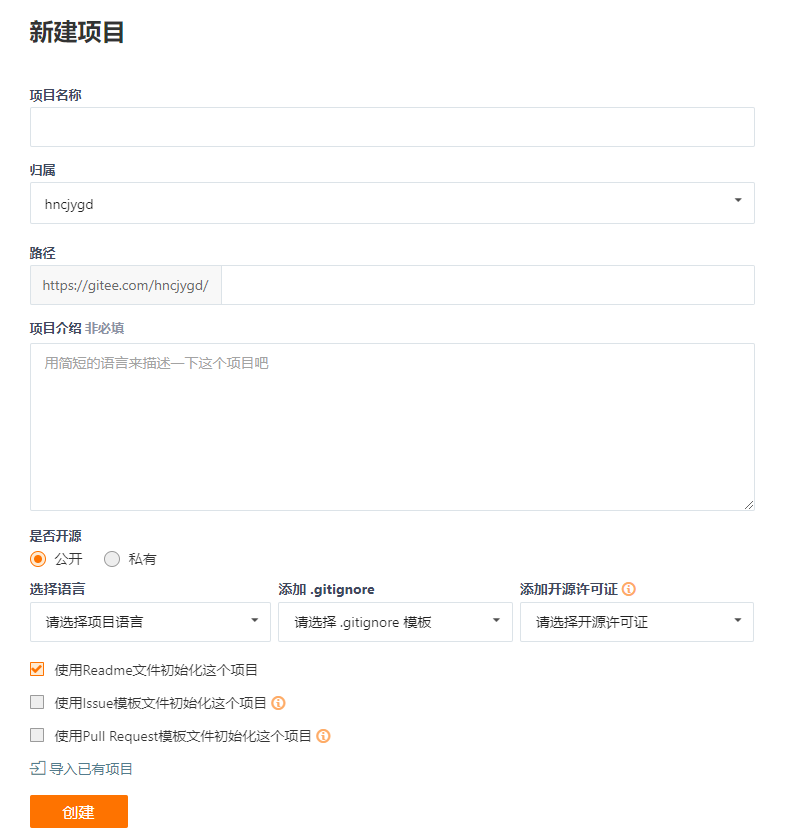 新建项目
项目名称
归属
hncjygd
路径
https://gitee.com/hncjygd/
项目介绍 非必填
用简短的语言来描述一下这个项目吧
是否开源
公开 私有
选择语言 添加 .gitignore 添加开源许可证
请选择项目语言 请选择 .gitignore 模板 请选择开源许可证
使用Readme文件初始化这个项目
使用Issue模板文件初始化这个项目
使用Pull Request模板文件初始化这个项目
导入已有项目
创建